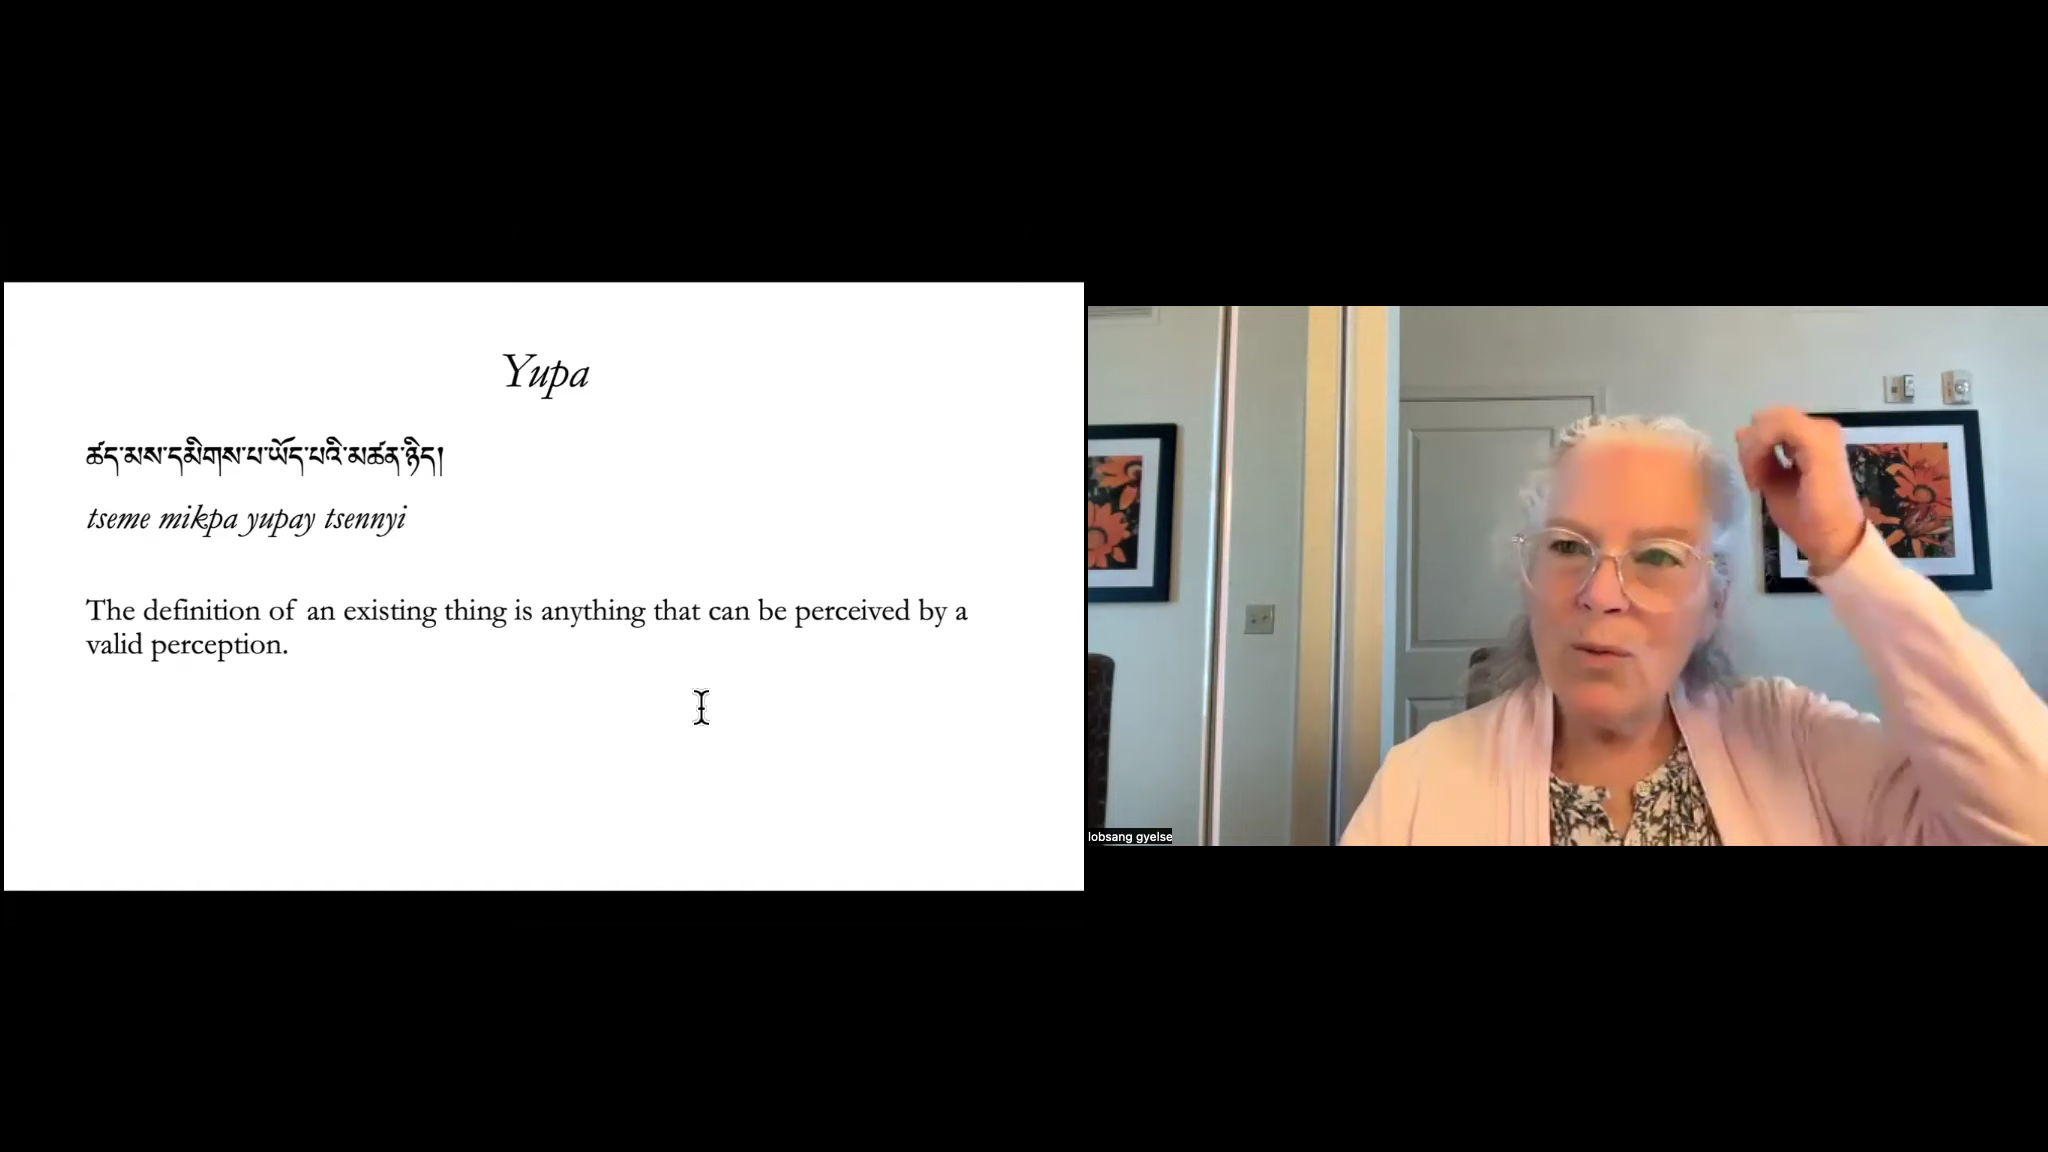 Yupa
ཚད་མས་དམིགས་པ་ཡོད་པའི་མཚན་ཉིད།
tseme mikpa yupay tsennyi
The definition of an existing thing is anything that can be perceived by a
valid perception.
lobsang gyelse